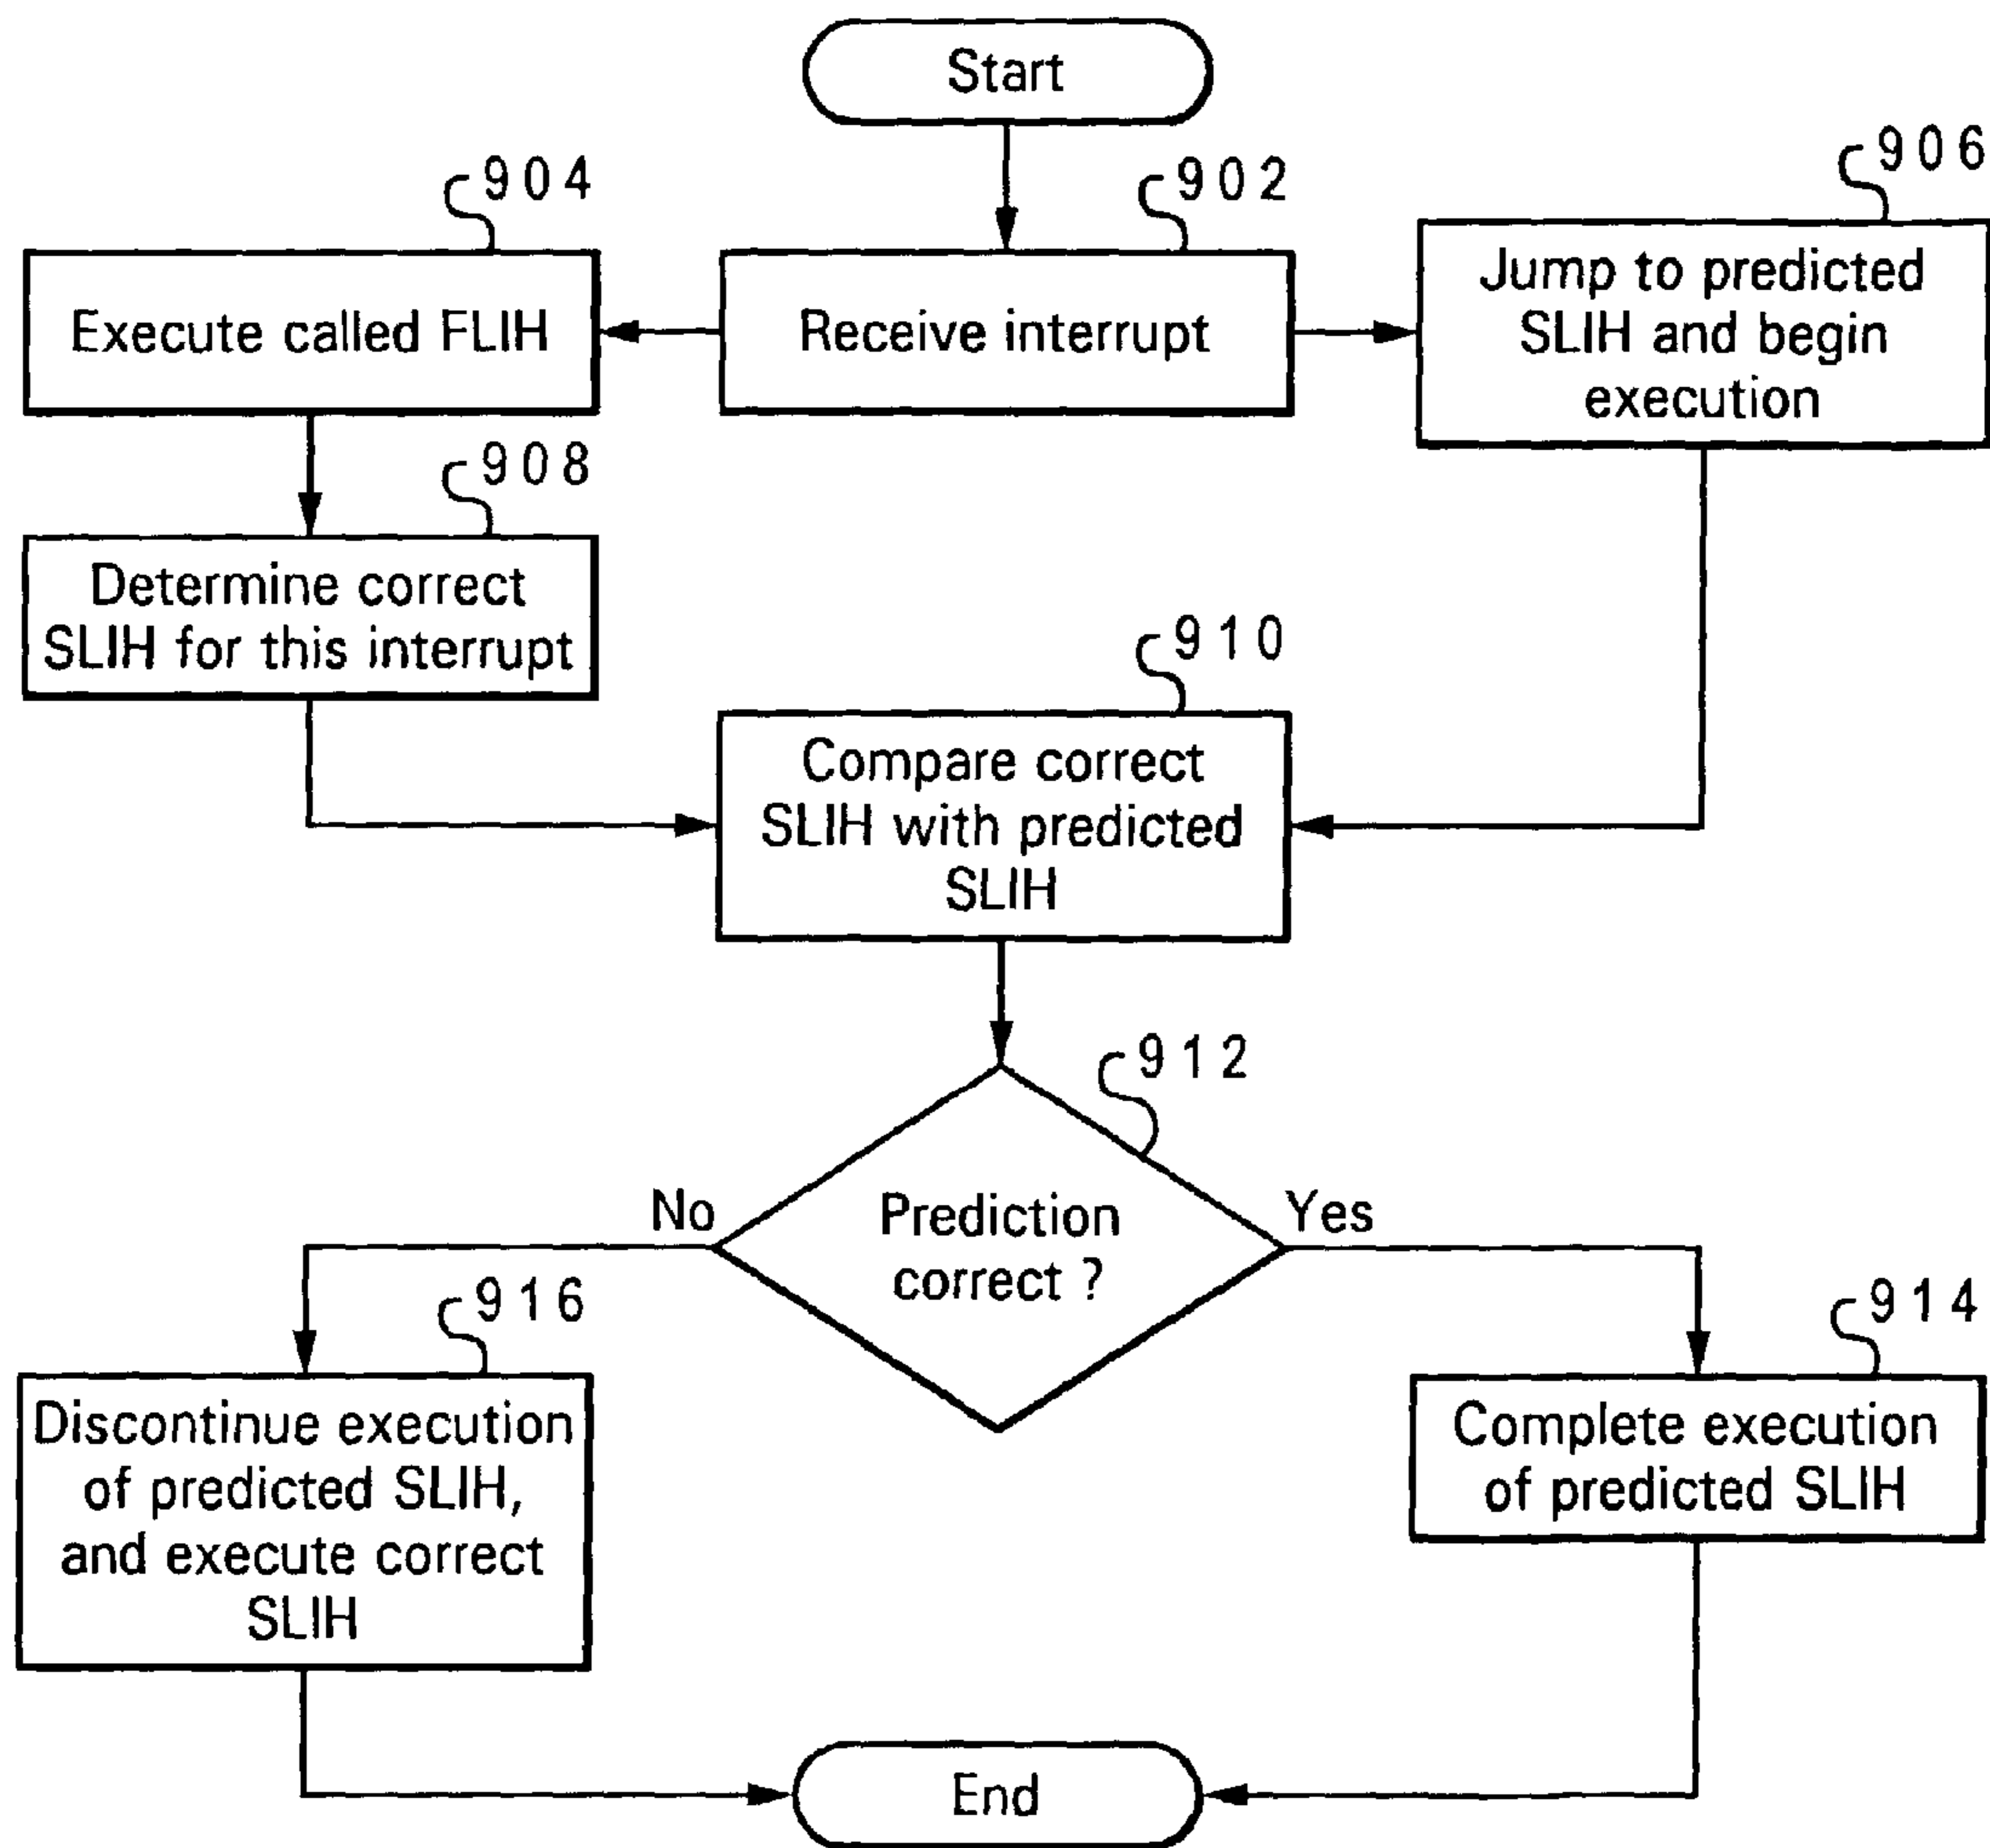 Start
904
902
906
Execute called FLIH
Receive interrupt
Jump to predicted
SLIH and begin
execution
908
Determine correct
SLIH for this interrupt
910
Compare correct
SLIH with predicted
SLIH
912
No
Prediction
correct ?
Yes
916
914
Discontinue execution
of predicted SLIH,
and execute correct
SLIH
Complete execution
of predicted SLIH
End